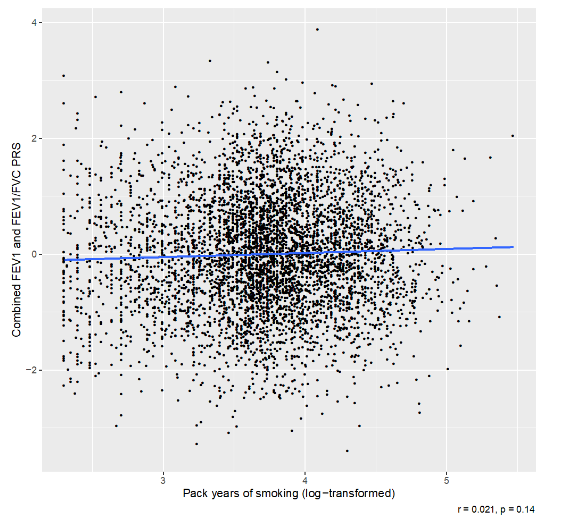 4
2
0
−2
Combined FEV1 and FEV1/FVC PRS
3 4 5
Pack years of smoking (log−transformed)
r = 0.021, p = 0.14